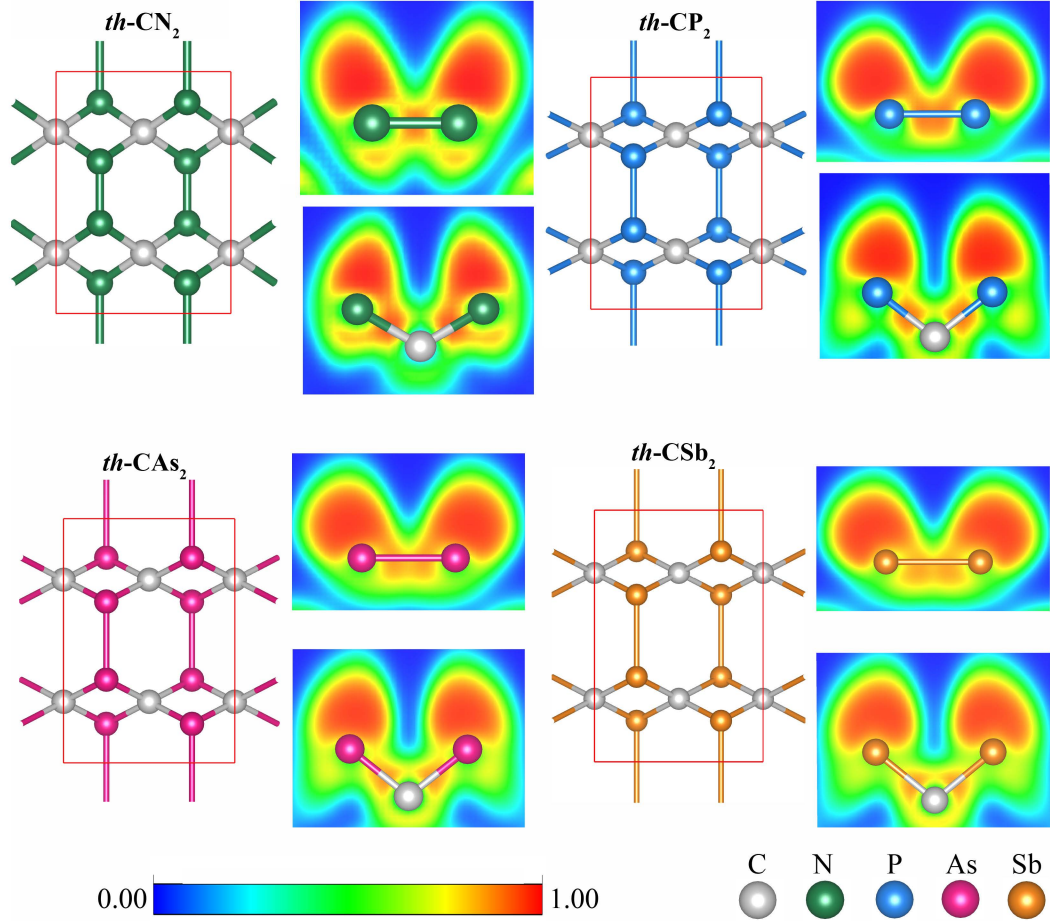 th-CN₂
th-CP₂
th-CAs₂
th-CSb₂
C N P As Sb
0.00 1.00